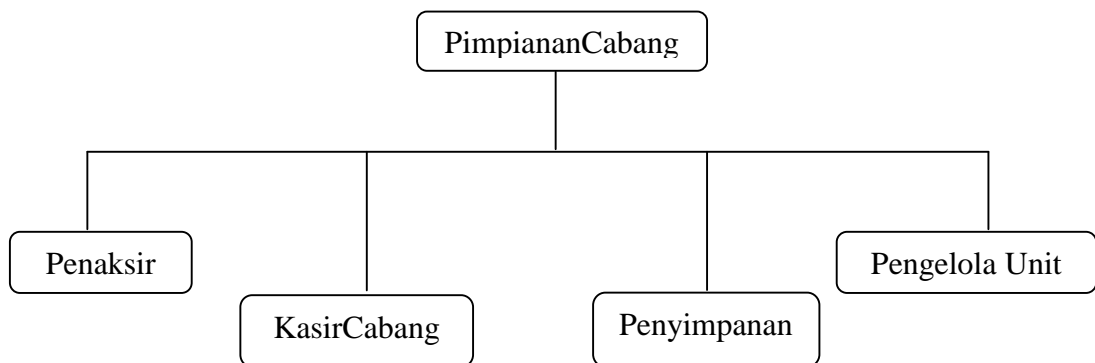 PimpiananCabang
Penaksir
Pengelola Unit
KasirCabang
Penyimpanan